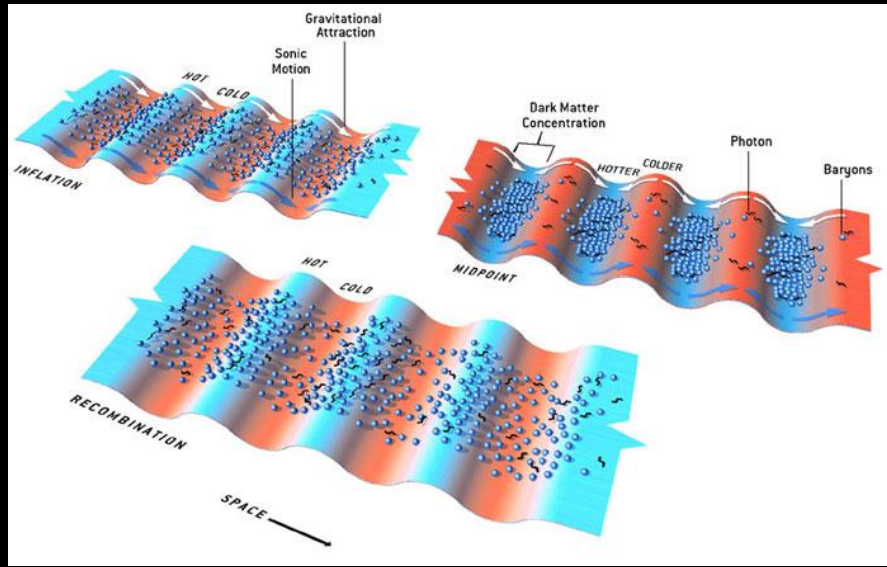 Gravitational
Attraction
Sonic
Motion
HOT
COLD
INFLATION
Dark Matter
Concentration
HOTTER COLDER
Photon
Baryons
MIDPOINT
HOT
COLD
RECOMBINATION
SPACE